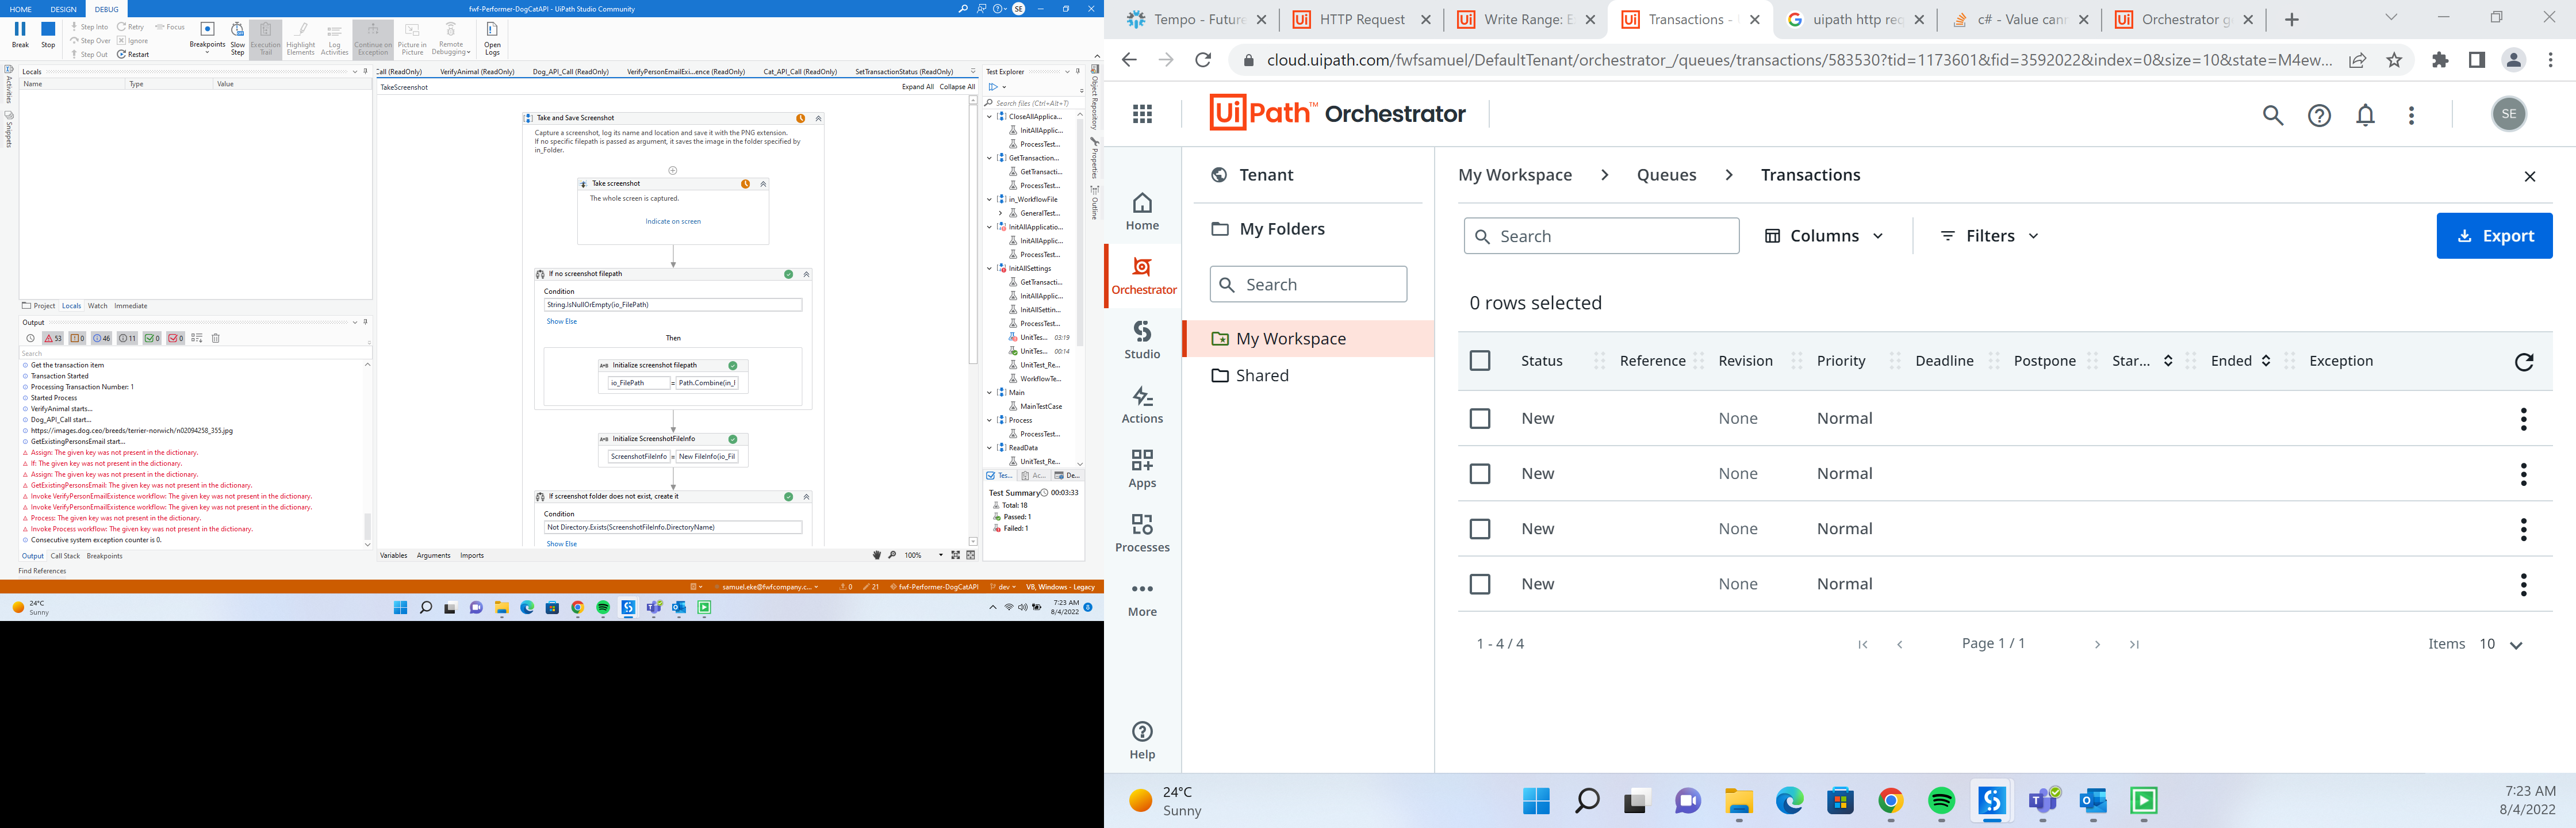 HOME DESIGN DEBUG fwf-Performer-DogCatAPI - UiPath Studio Community SE
Break Stop Step Into Step Over Step Out Retry Ignore Restart Focus Breakpoints Slow Step Execution Trail Highlight Elements Log Activities Continue on Exception Picture in Picture Remote Debugging Open Logs
Activities
Snippets
Locals
Name Type Value
Project Locals Watch Immediate
Output
53 0 46 11 0 0
Search
Get the transaction item
Transaction Started
Processing Transaction Number: 1
Started Process
VerifyAnimal starts...
Dog_API_Call start...
https://images.dog.ceo/breeds/terrier-norwich/n02094258_355.jpg
GetExistingPersonsEmail start...
Assign: The given key was not present in the dictionary.
If: The given key was not present in the dictionary.
Assign: The given key was not present in the dictionary.
GetExistingPersonsEmail: The given key was not present in the dictionary.
Invoke VerifyPersonEmailExistence workflow: The given key was not present in the dictionary.
Invoke VerifyPersonEmailExistence workflow: The given key was not present in the dictionary.
Process: The given key was not present in the dictionary.
Invoke Process workflow: The given key was not present in the dictionary.
Consecutive system exception counter is 0.
Output Call Stack Breakpoints
Find References
Call (ReadOnly) VerifyAnimal (ReadOnly) Dog_API_Call (ReadOnly) VerifyPersonEmailExi...ence (ReadOnly) Cat_API_Call (ReadOnly) SetTransactionStatus (ReadOnly)
TakeScreenshot Expand All Collapse All
Take and Save Screenshot
Capture a screenshot, log its name and location and save it with the PNG extension.
If no specific filepath is passed as argument, it saves the image in the folder specified by
in_Folder.
Take screenshot
The whole screen is captured.
Indicate on screen
If no screenshot filepath
Condition
String.IsNullOrEmpty(io_FilePath)
Show Else
Then
A+B Initialize screenshot filepath
io_FilePath = Path.Combine(in_l
A+B Initialize ScreenshotFileInfo
ScreenshotFileInfo = New FileInfo(io_Fil
If screenshot folder does not exist, create it
Condition
Not Directory.Exists(ScreenshotFileInfo.DirectoryName)
Show Else
Variables Arguments Imports 100%
Test Explorer
Search files (Ctrl+Alt+T)
CloseAllApplica...
InitAllApplic...
ProcessTest...
GetTransaction...
GetTransacti...
ProcessTest...
in_WorkflowFile
GeneralTest...
InitAllApplicatio...
InitAllApplic...
ProcessTest...
InitAllSettings
GetTransacti...
InitAllApplic...
InitAllSettin...
ProcessTest...
UnitTes... 03:19
UnitTes... 00:14
UnitTest_Re...
WorkflowTe...
Main
MainTestCase
Process
ProcessTest...
ReadData
UnitTest_Re...
Tes... Ac... De...
Test Summary 00:03:33
Total: 18
Passed: 1
Failed: 1
Object Repository
Properties
Outline
samuel.eke@fwfcompany.c... 0 21 fwf-Performer-DogCatAPI dev VB, Windows - Legacy
24°C
Sunny
7:23 AM
8/4/2022 8
Tempo - Future HTTP Request Write Range: E Transactions - uipath http req c# - Value cann Orchestrator g
cloud.uipath.com/fwfsamuel/DefaultTenant/orchestrator_/queues/transactions/583530?tid=1173601&fid=3592022&index=0&size=10&state=M4ew...
UiPath™ Orchestrator SE
Home
Orchestrator
Studio
Actions
Apps
Processes
More
Help
Tenant
My Folders
Search
My Workspace
Shared
My Workspace > Queues > Transactions
Search Columns Filters Export
0 rows selected
Status Reference Revision Priority Deadline Postpone Star... Ended Exception
New None Normal
New None Normal
New None Normal
New None Normal
1 - 4 / 4 Page 1 / 1 Items 10
24°C
Sunny
7:23 AM
8/4/2022